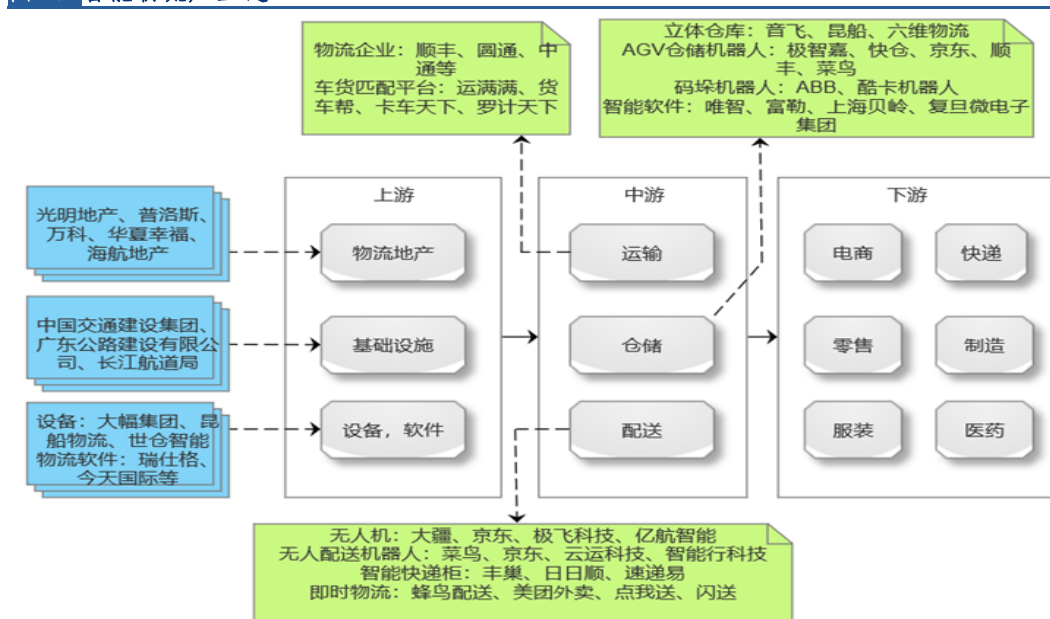 物流企业：顺丰、圆通、中
通等
车货匹配平台：运满满、货
车帮、卡车天下、罗计天下
立体仓库：音飞、昆船、六维物流
AGV仓储机器人：极智嘉、快仓、京东、顺
丰、菜鸟
码垛机器人：ABB、酷卡机器人
智能软件：唯智、富勒、上海贝岭、复旦微电子
集团
光明地产、普洛斯、
万科、华夏幸福、
海航地产
中国交通建设集团、
广东公路建设有限公
司、长江航道局
设备：大幅集团、昆
船物流、世仓智能
物流软件：瑞仕格、
今天国际等
上游
物流地产
基础设施
设备，软件
中游
运输
仓储
配送
下游
电商
快递
零售
制造
服装
医药
无人机：大疆、京东、极飞科技、亿航智能
无人配送机器人：菜鸟、京东、云运科技、智能行科技
智能快递柜：丰巢、日日顺、速递易
即时物流：蜂鸟配送、美团外卖、点我送、闪送